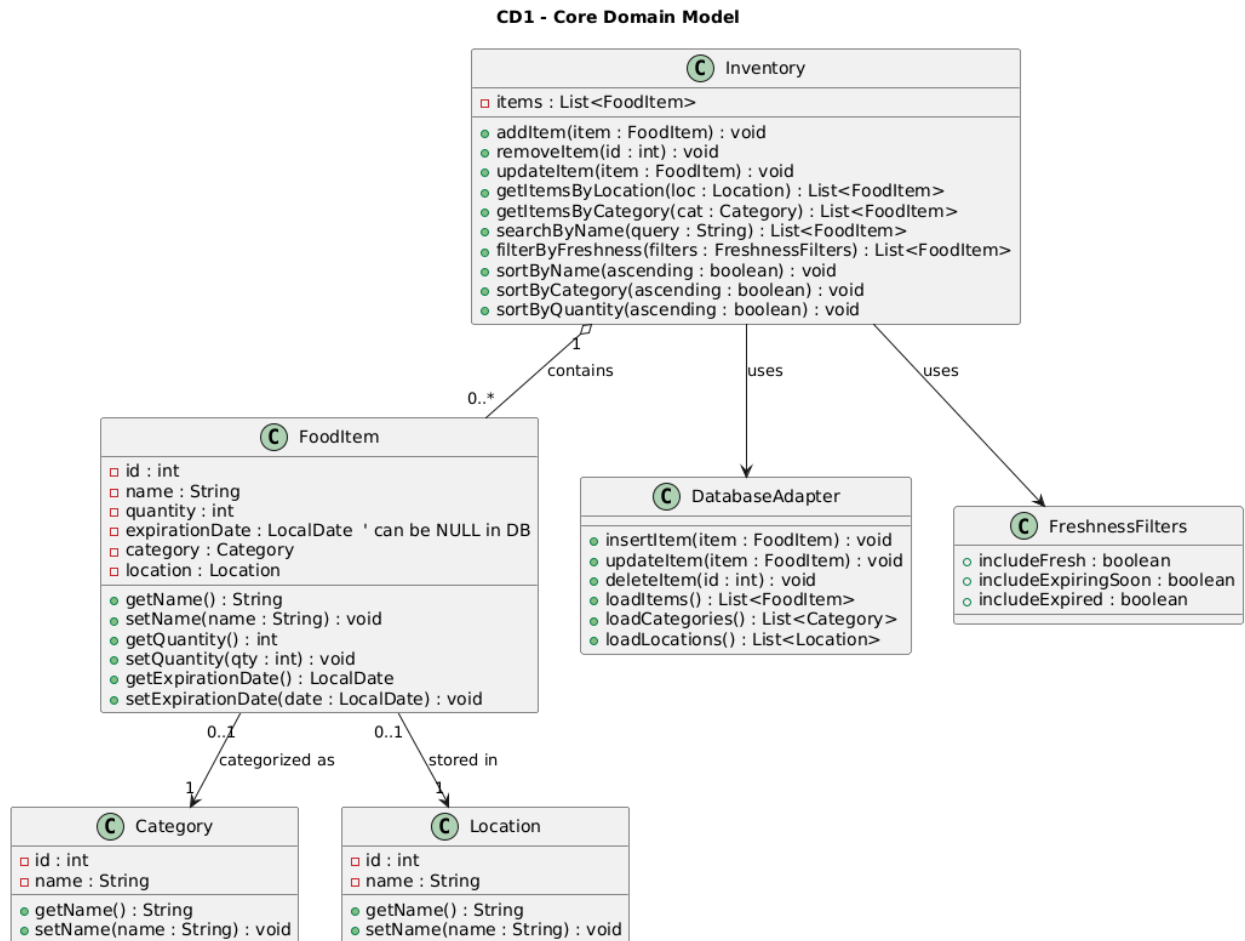 CD1 - Core Domain Model
C Inventory
items : List<FoodItem>
addItem(item : FoodItem) : void
removeItem(id : int) : void
updateItem(item : FoodItem) : void
getItemsByLocation(loc : Location) : List<FoodItem>
getItemsByCategory(cat : Category) : List<FoodItem>
searchByName(query : String) : List<FoodItem>
filterByFreshness(filters : FreshnessFilters) : List<FoodItem>
sortByName(ascending : boolean) : void
sortByCategory(ascending : boolean) : void
sortByQuantity(ascending : boolean) : void
1
contains
0..*
uses
uses
C FoodItem
id : int
name : String
quantity : int
expirationDate : LocalDate ' can be NULL in DB
category : Category
location : Location
getName() : String
setName(name : String) : void
getQuantity() : int
setQuantity(qty : int) : void
getExpirationDate() : LocalDate
setExpirationDate(date : LocalDate) : void
C DatabaseAdapter
insertItem(item : FoodItem) : void
updateItem(item : FoodItem) : void
deleteItem(id : int) : void
loadItems() : List<FoodItem>
loadCategories() : List<Category>
loadLocations() : List<Location>
C FreshnessFilters
includeFresh : boolean
includeExpiringSoon : boolean
includeExpired : boolean
0..1
categorized as
1
0..1
stored in
1
C Category
id : int
name : String
getName() : String
setName(name : String) : void
C Location
id : int
name : String
getName() : String
setName(name : String) : void